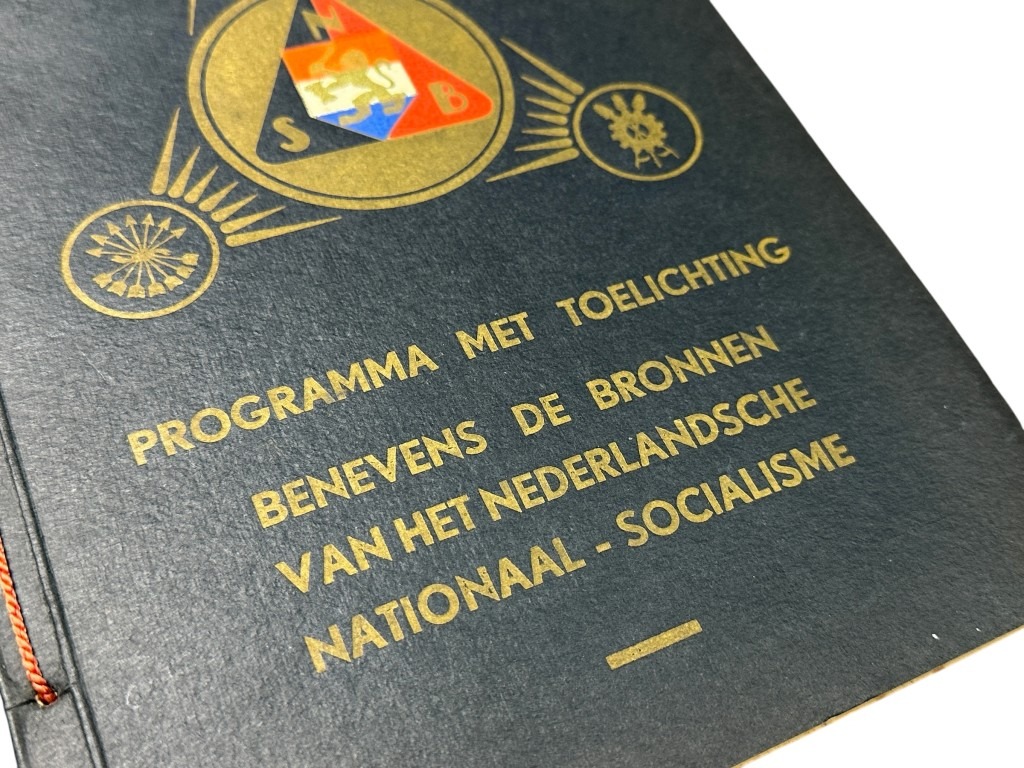 N
S B
PROGRAMMA MET TOELICHTING
BENEVENS DE BRONNEN
VAN HET NEDERLANDSCHE
NATIONAAL-SOCIALISME